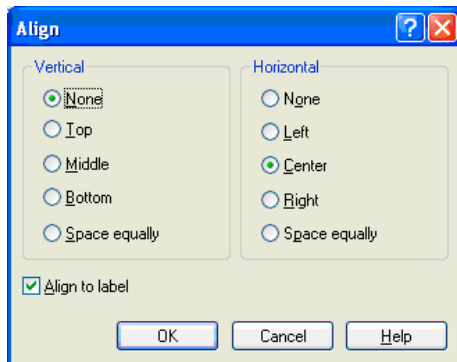 Align
Vertical
None
Top
Middle
Bottom
Space equally
Horizontal
None
Left
Center
Right
Space equally
Align to label
OK
Cancel
Help